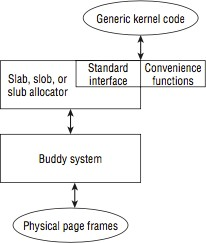 Generic kernel code
Slab, slob, or
slub allocator
Standard
interface
Convenience
functions
Buddy system
Physical page frames